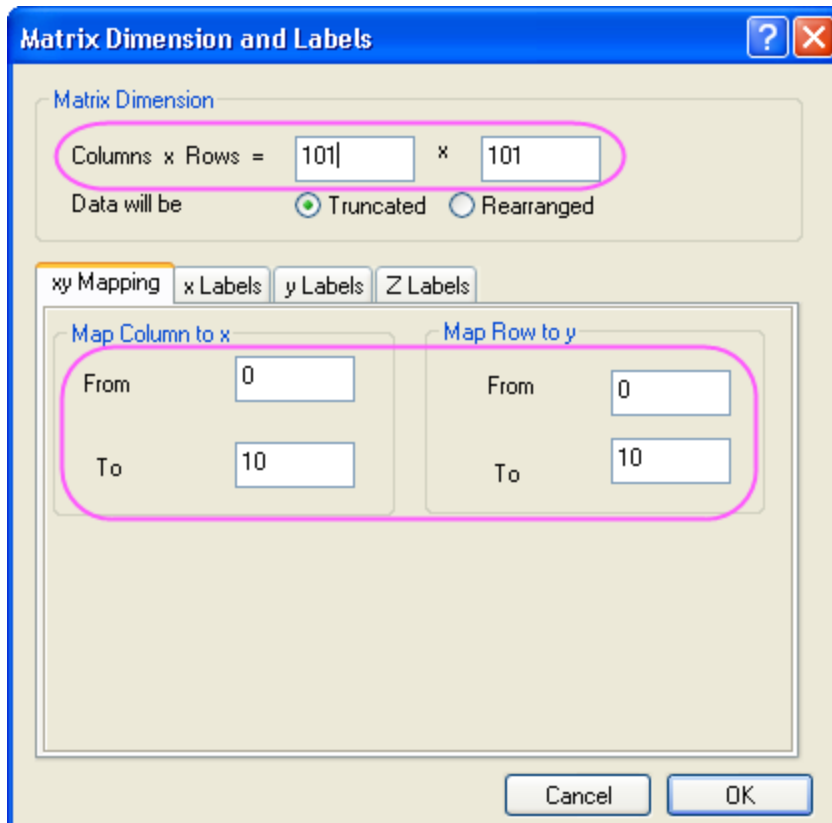 Matrix Dimension and Labels
Matrix Dimension
Columns x Rows = 101 x 101
Data will be Truncated Rearranged
xy Mapping x Labels y Labels Z Labels
Map Column to x Map Row to y
From 0 From 0
To 10 To 10
Cancel OK